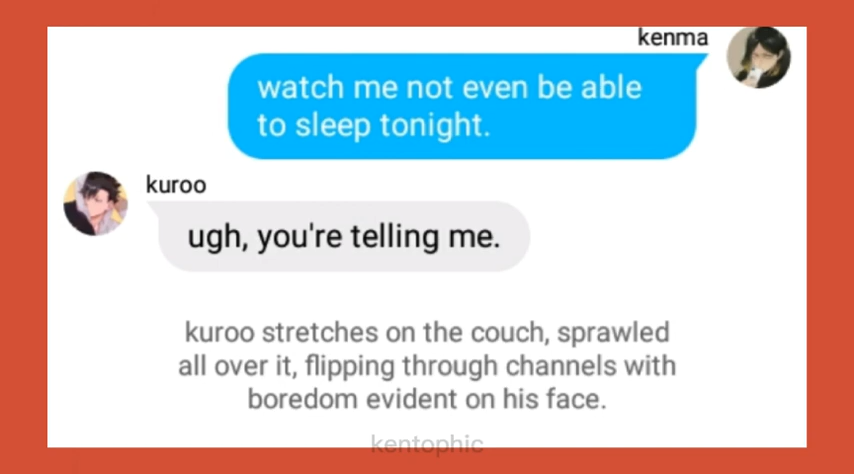 kenma
watch me not even be able
to sleep tonight.
kuroo
ugh, you're telling me.
kuroo stretches on the couch, sprawled
all over it, flipping through channels with
boredom evident on his face.
kentophic